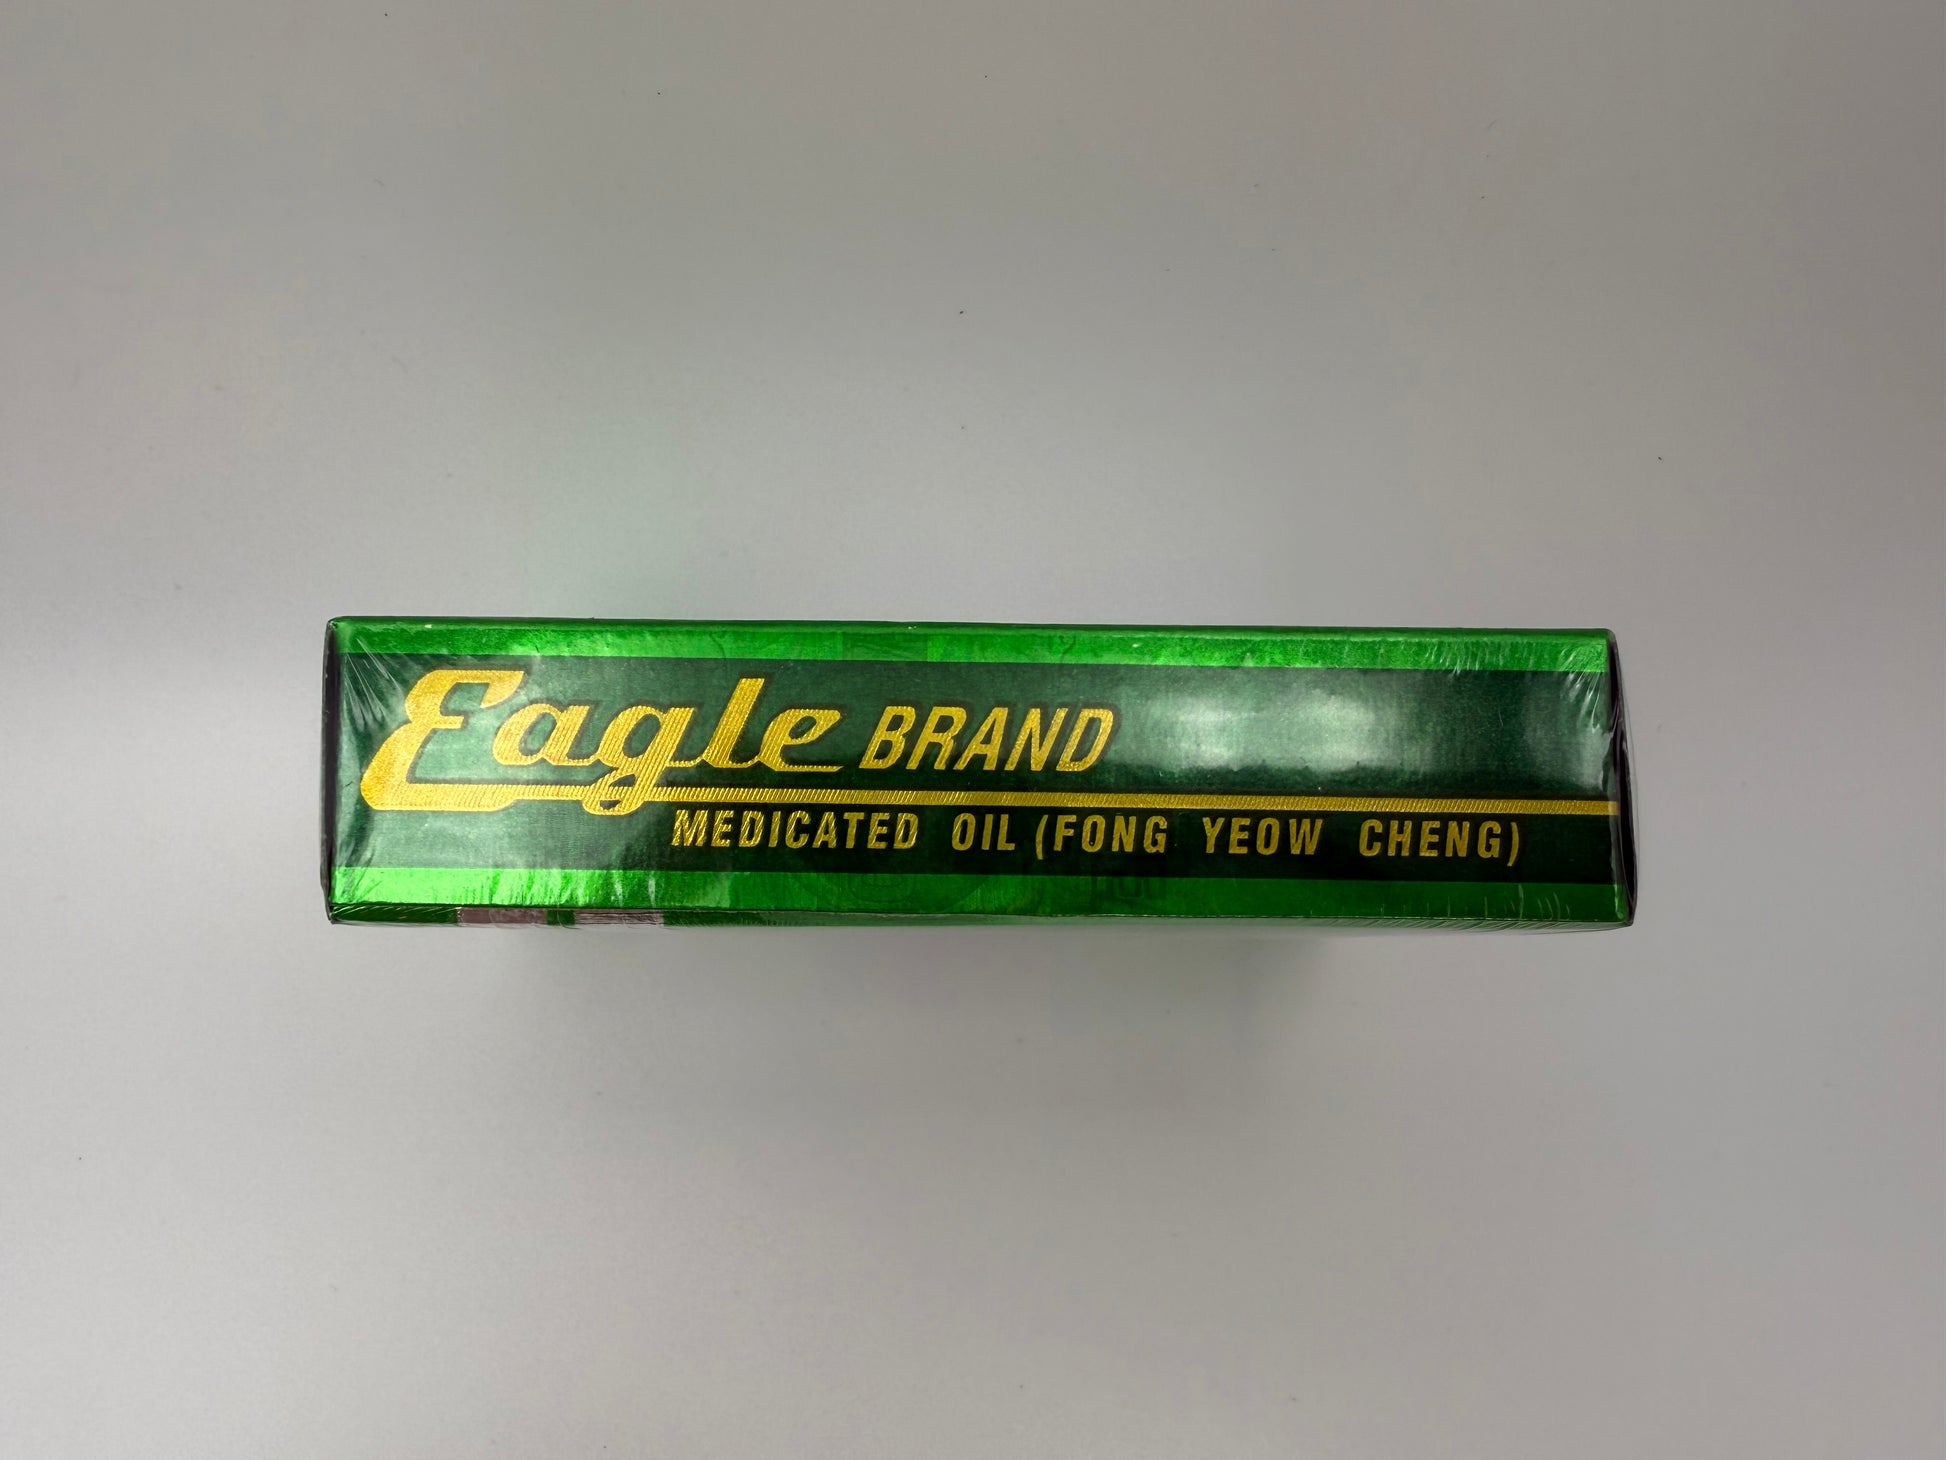 Eagle BRAND
MEDICATED OIL (FONG YEOW CHENG)